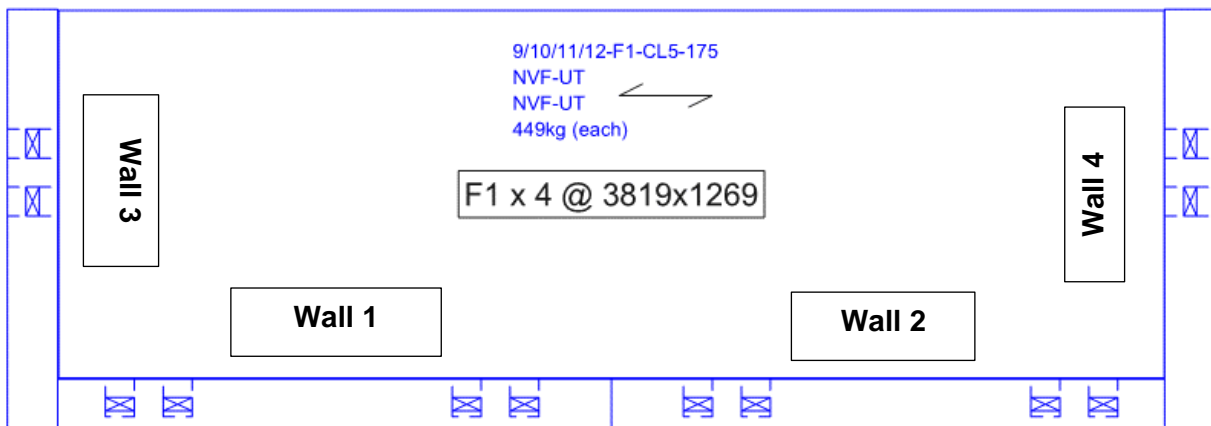 9/10/11/12-F1-CL5-175
NVF-UT
NVF-UT
449kg (each)
F1 x 4 @ 3819x1269
Wall 3
Wall 4
Wall 1
Wall 2